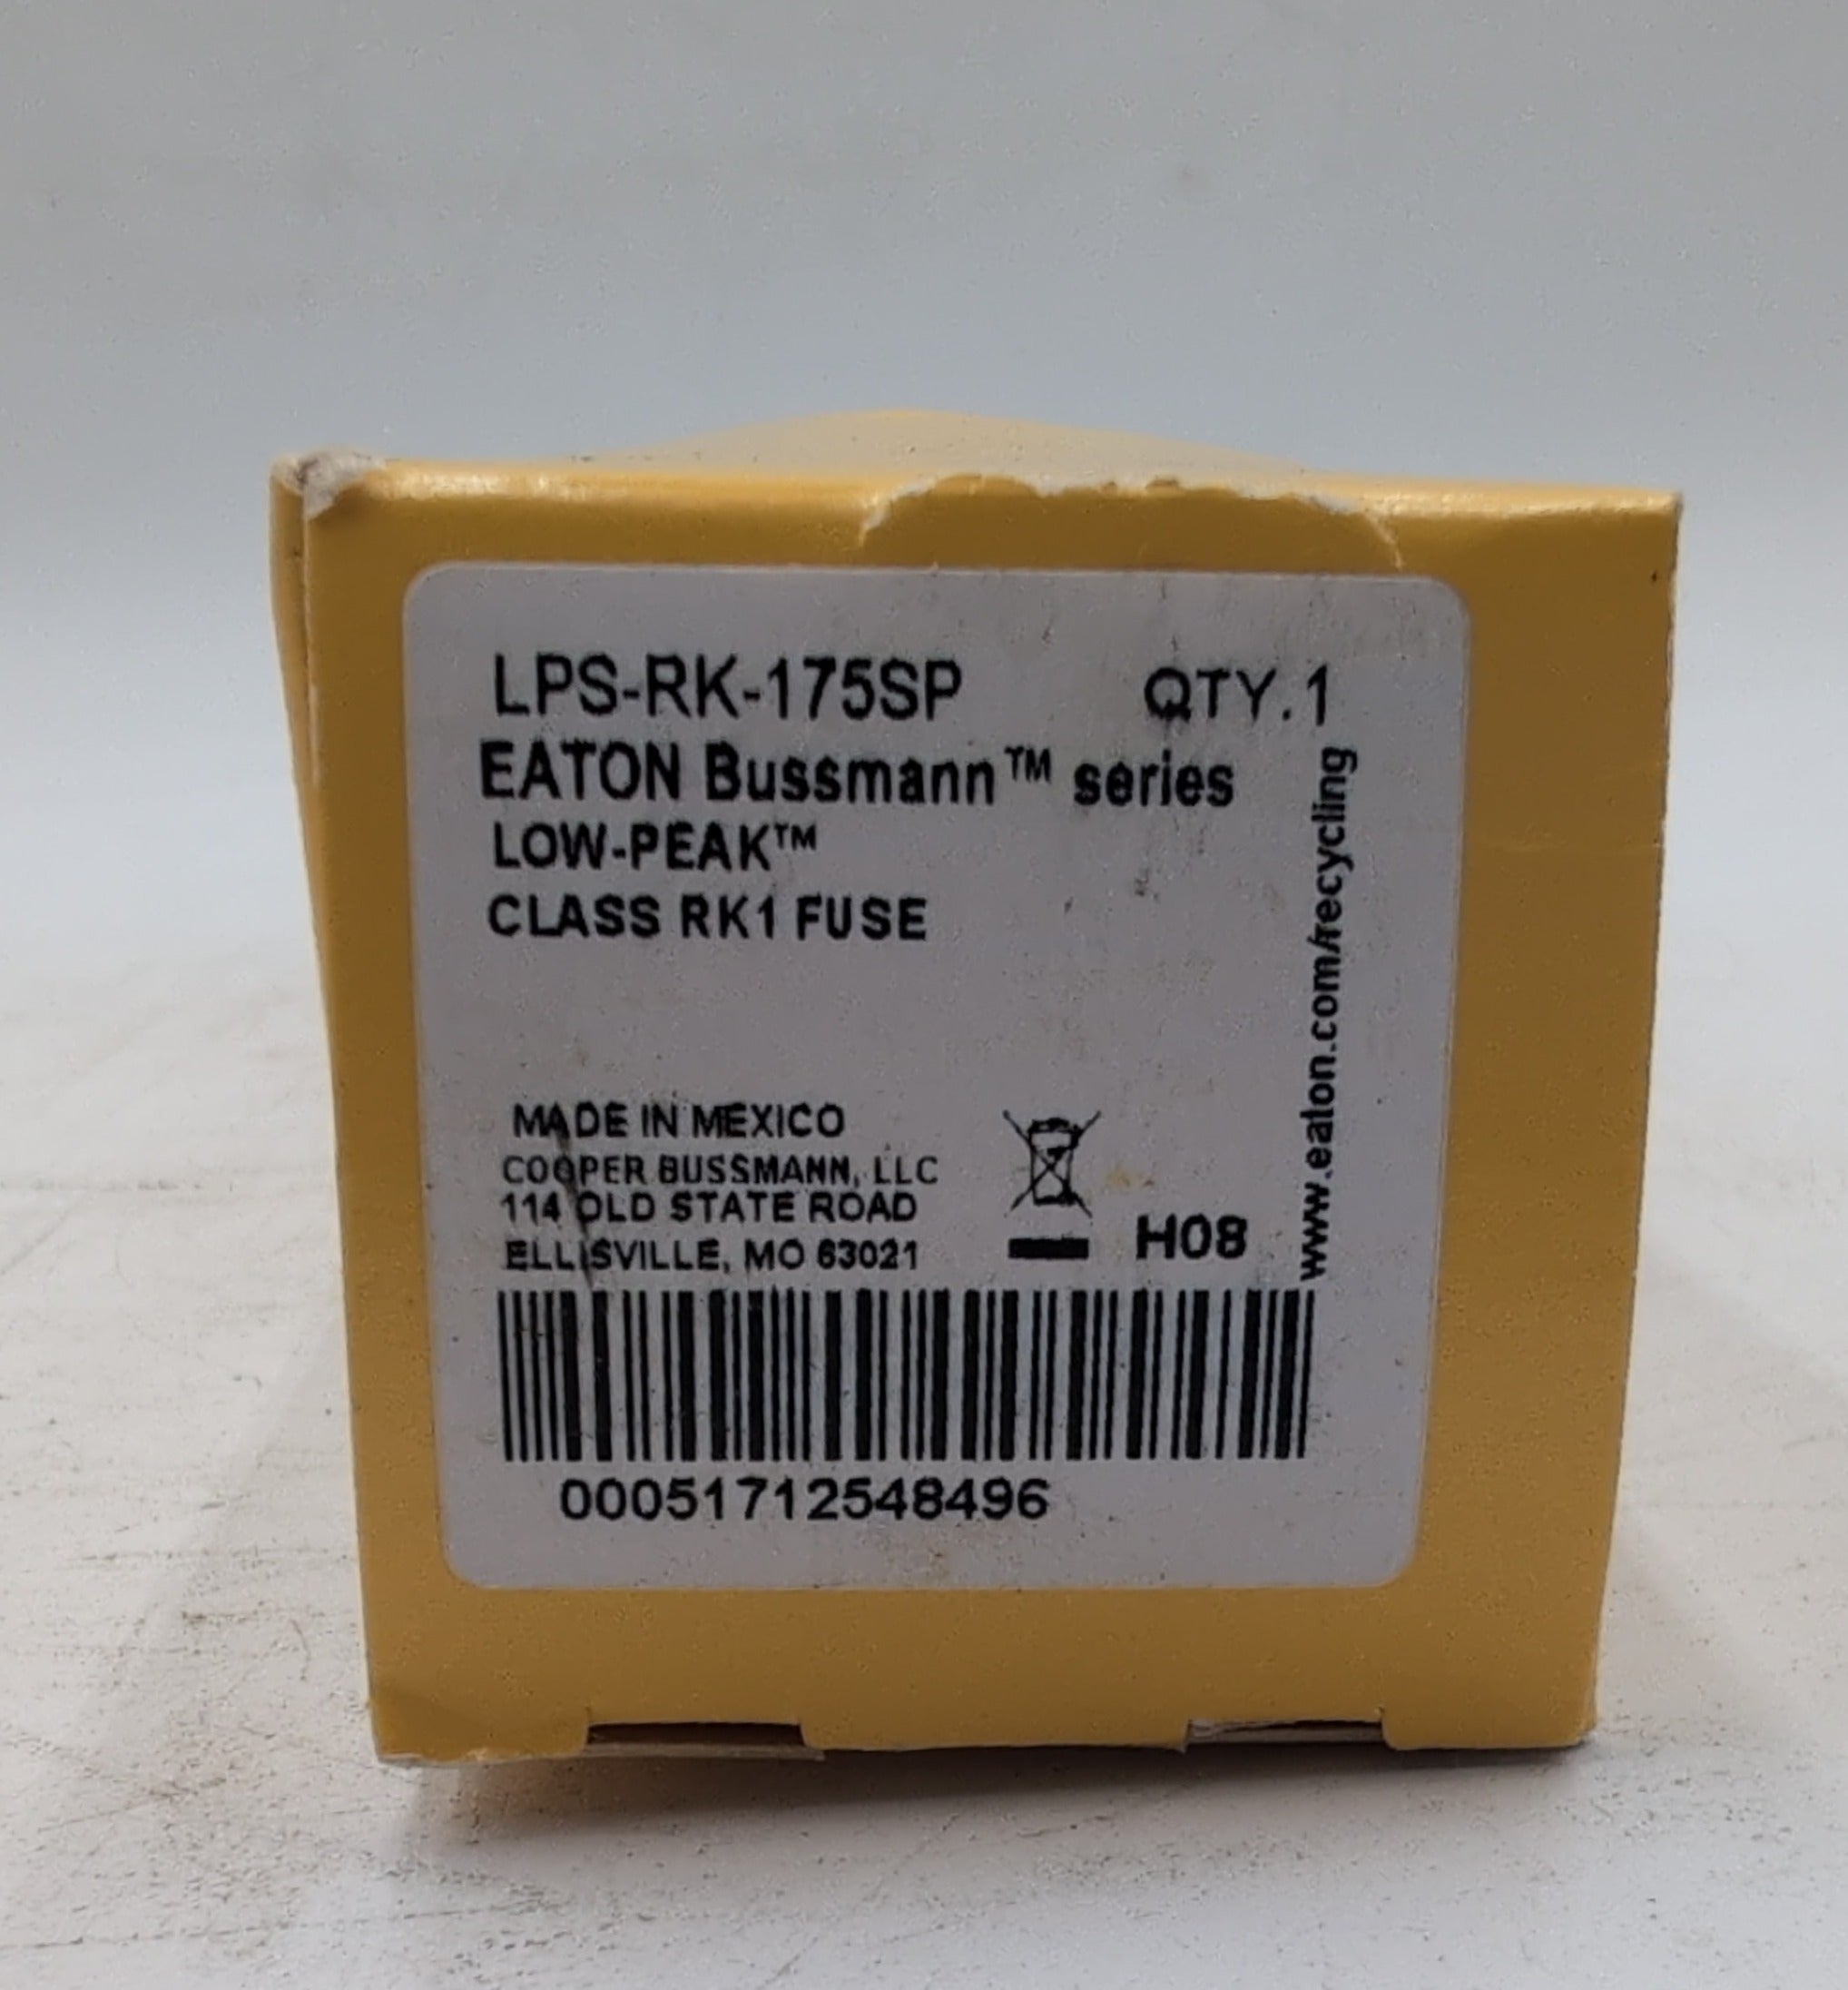 LPS-RK-175SP QTY.1
EATON Bussmann™ series
LOW-PEAK™
CLASS RK1 FUSE
www.eaton.com/recycling
MADE IN MEXICO
COOPER BUSSMANN, LLC
114 OLD STATE ROAD
ELLISVILLE, MO 63021
H08
00051712548496